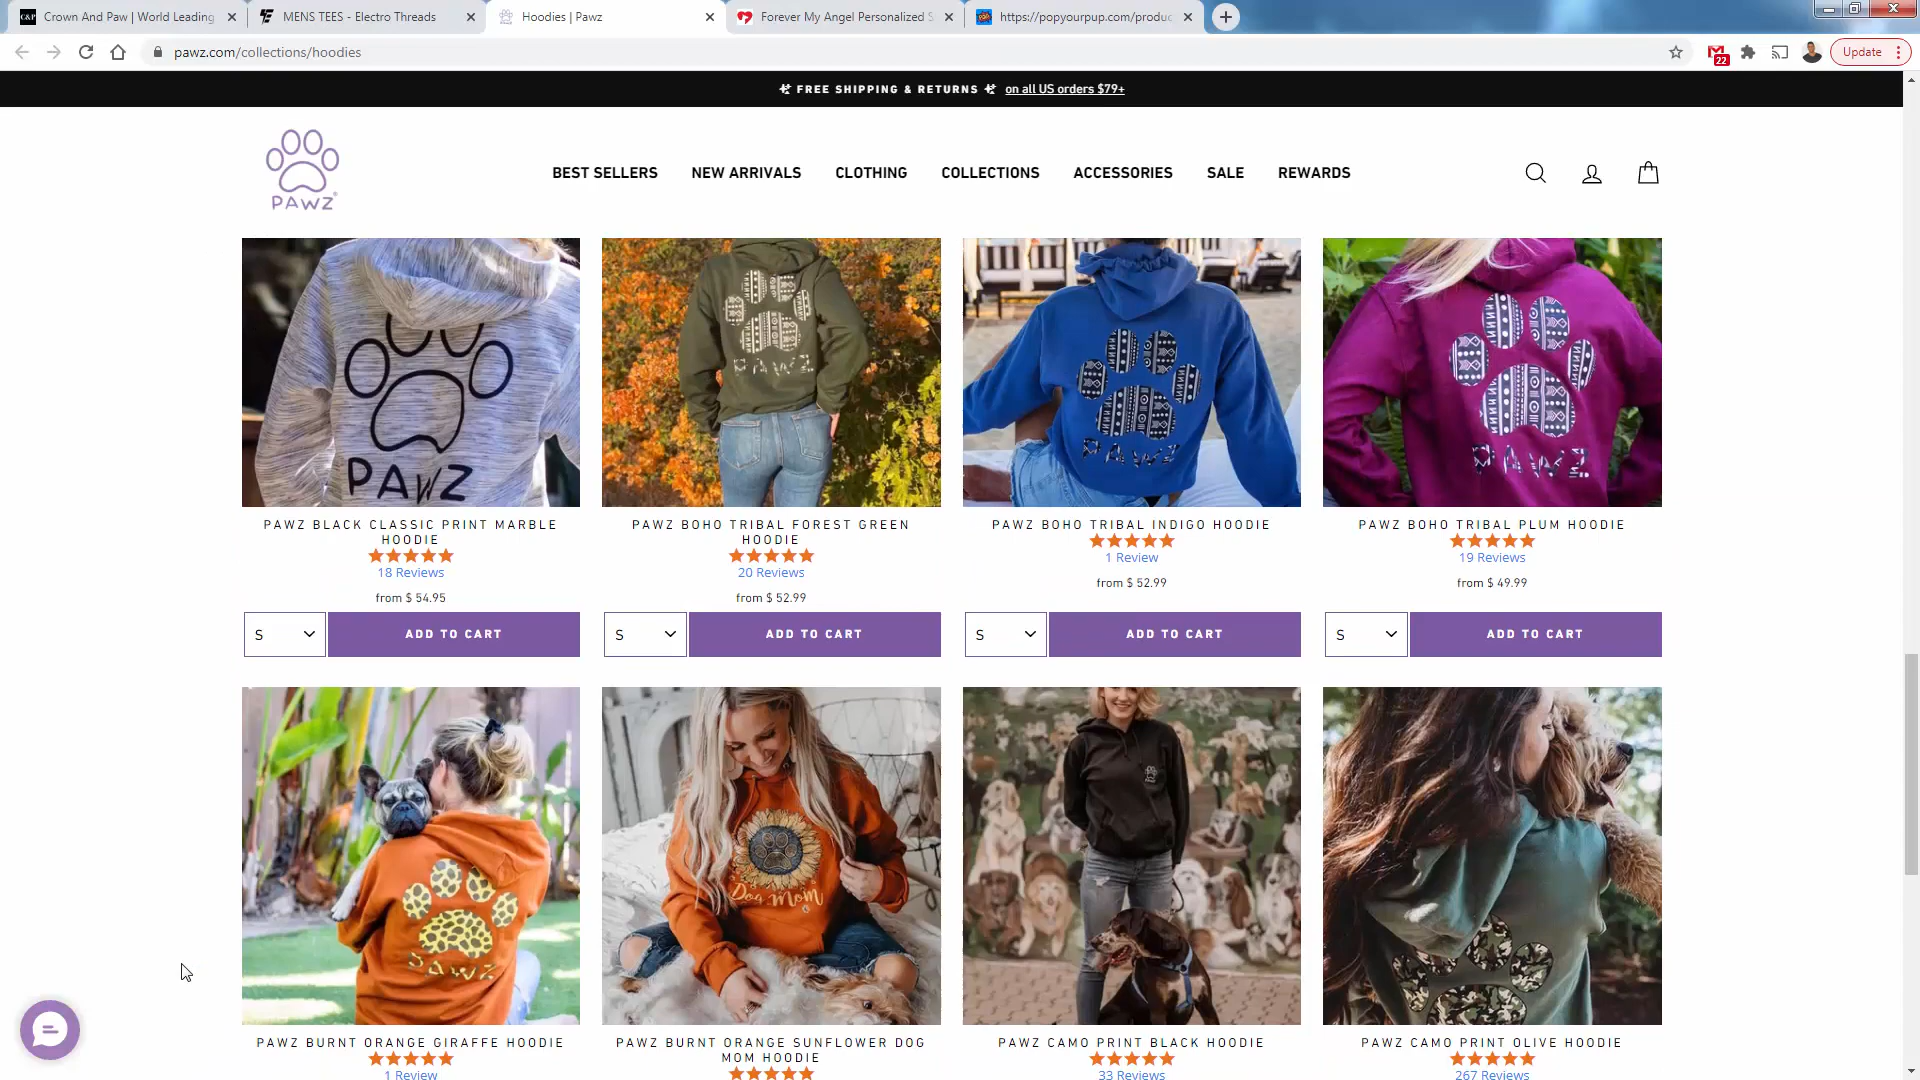 Crown And Paw | World Leading
MENS TEES - Electro Threads
Hoodies | Pawz
Forever My Angel Personalized S
https://popyourpup.com/produc
pawz.com/collections/hoodies
22
Update
FREE SHIPPING & RETURNS on all US orders $79+
PAWZ
BEST SELLERS NEW ARRIVALS CLOTHING COLLECTIONS ACCESSORIES SALE REWARDS
PAWZ
PAWZ
PAWZ
PAWZ
PAWZ BLACK CLASSIC PRINT MARBLE
HOODIE
18 Reviews
from $ 54.95
S
ADD TO CART
PAWZ BOHO TRIBAL FOREST GREEN
HOODIE
20 Reviews
from $ 52.99
S
ADD TO CART
PAWZ BOHO TRIBAL INDIGO HOODIE
1 Review
from $ 52.99
S
ADD TO CART
PAWZ BOHO TRIBAL PLUM HOODIE
19 Reviews
from $ 49.99
S
ADD TO CART
PAWZ
Dog Mom
PAWZ BURNT ORANGE GIRAFFE HOODIE
1 Review
PAWZ BURNT ORANGE SUNFLOWER DOG
MOM HOODIE
PAWZ CAMO PRINT BLACK HOODIE
33 Reviews
PAWZ CAMO PRINT OLIVE HOODIE
267 Reviews